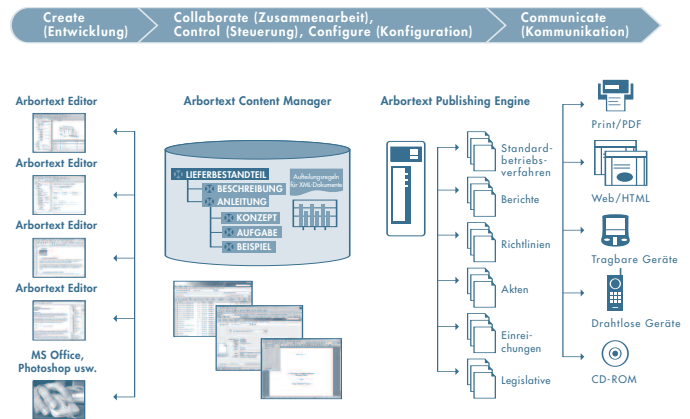 Create
(Entwicklung)
Collaborate (Zusammenarbeit),
Control (Steuerung), Configure (Konfiguration)
Communicate
(Kommunikation)
Arbortext Editor
Arbortext Editor
Arbortext Editor
Arbortext Editor
MS Office,
Photoshop usw.
Arbortext Content Manager
LIEFERBESTANDTEIL
BESCHREIBUNG
ANLEITUNG
KONZEPT
AUFGABE
BEISPIEL
Aufteilungsregeln
für XML-Dokumente
Arbortext Publishing Engine
Standard-
betriebs-
verfahren
Berichte
Richtlinien
Akten
Einrei-
chungen
Legislative
Print/PDF
Web/HTML
Tragbare Geräte
Drahtlose Geräte
CD-ROM